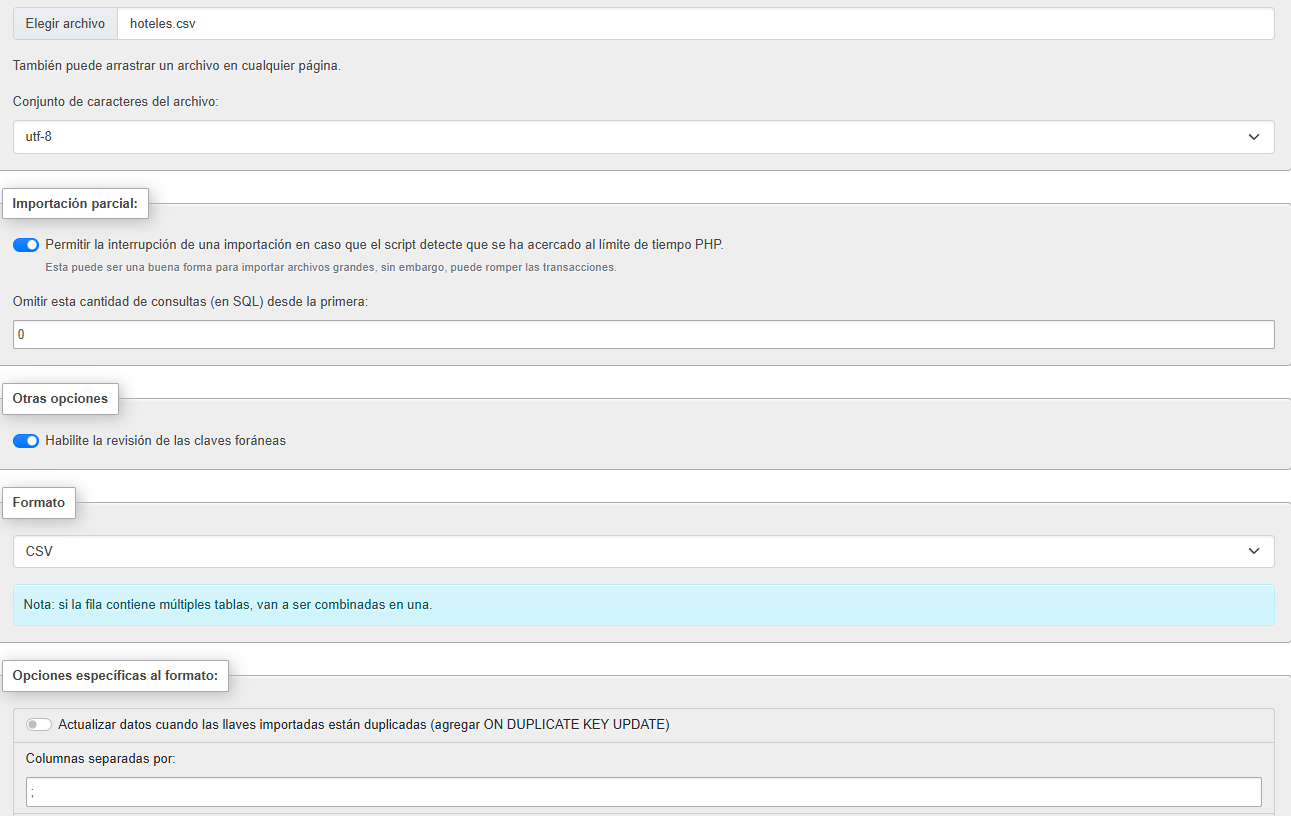 Elegir archivo hoteles.csv
También puede arrastrar un archivo en cualquier página.
Conjunto de caracteres del archivo:
utf-8
Importación parcial:
Permitir la interrupción de una importación en caso que el script detecte que se ha acercado al límite de tiempo PHP.
Esta puede ser una buena forma para importar archivos grandes, sin embargo, puede romper las transacciones.
Omitir esta cantidad de consultas (en SQL) desde la primera:
0
Otras opciones
Habilite la revisión de las claves foráneas
Formato
CSV
Nota: si la fila contiene múltiples tablas, van a ser combinadas en una.
Opciones específicas al formato:
Actualizar datos cuando las llaves importadas están duplicadas (agregar ON DUPLICATE KEY UPDATE)
Columnas separadas por:
;